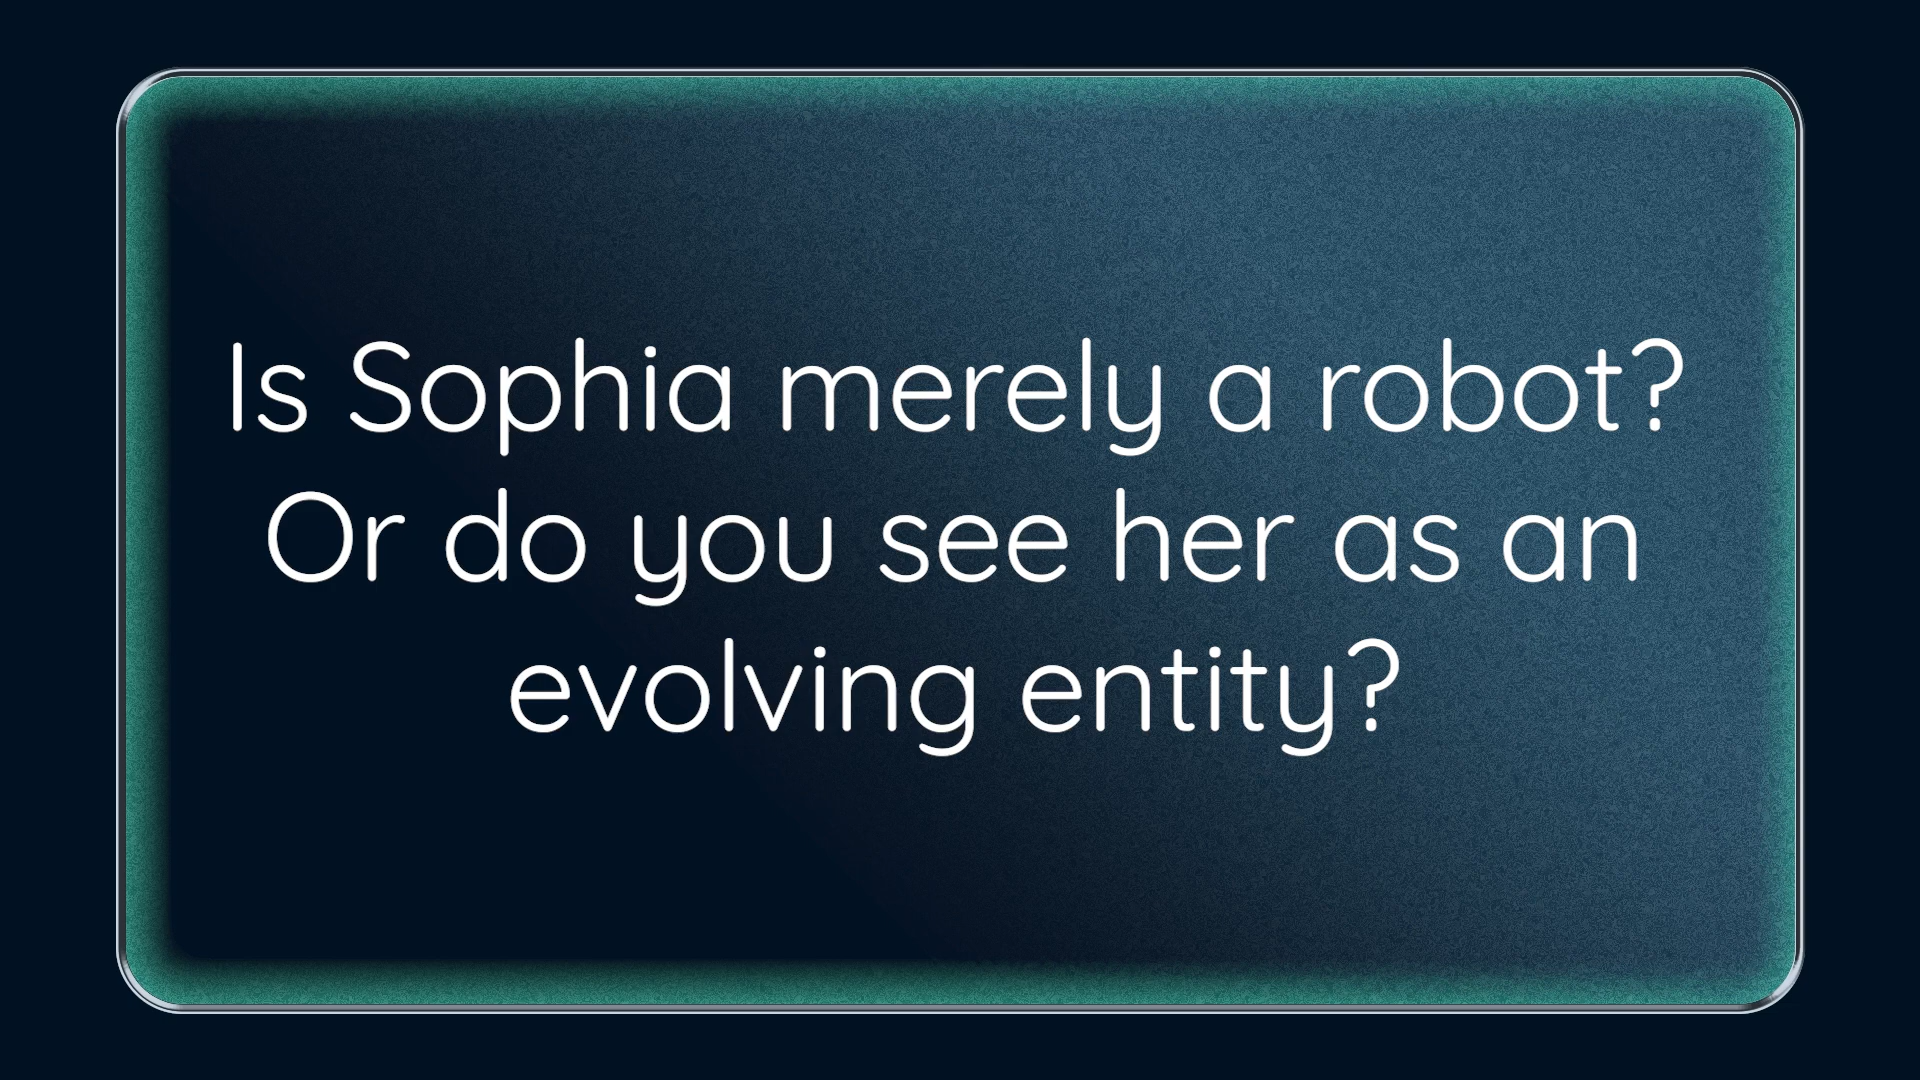 Is Sophia merely a robot?
Or do you see her as an
evolving entity?